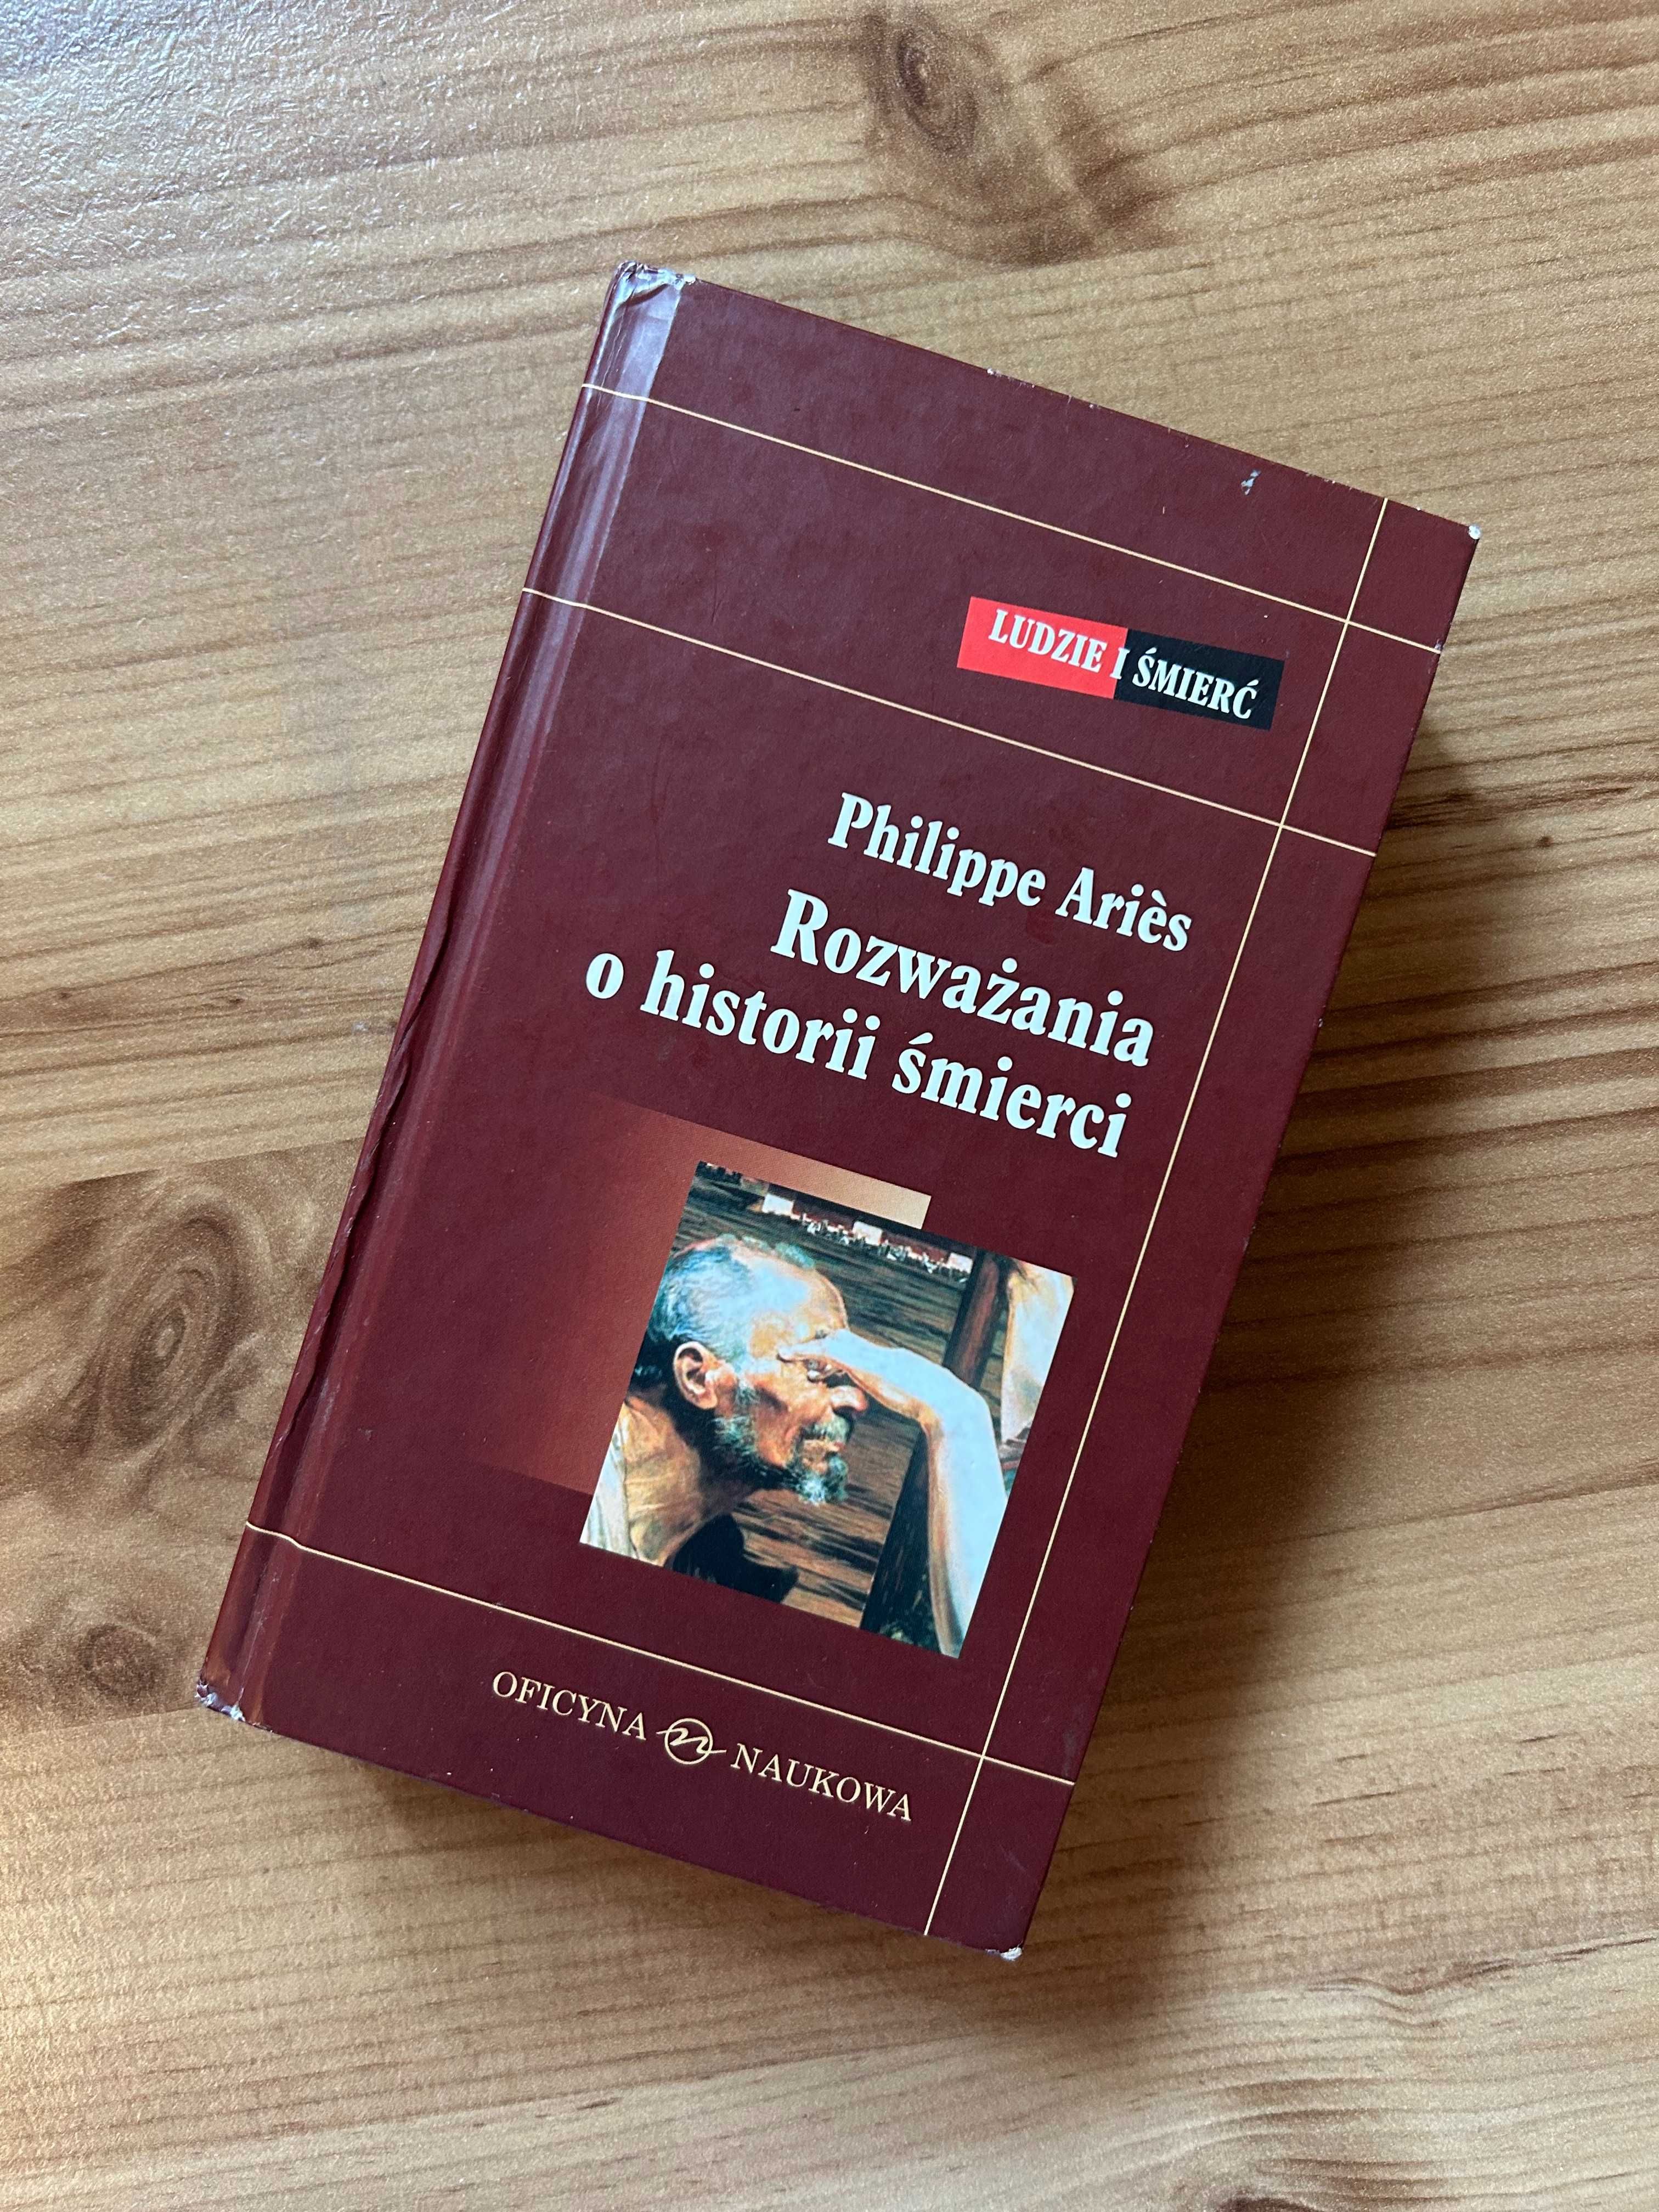 LUDZIE I ŚMIERĆ
Philippe Ariès
Rozważania
o historii śmierci
OFICYNA NAUKOWA